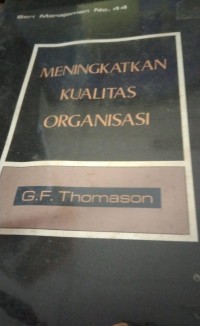 Seri Manajemen No. 44
MENINGKATKAN
KUALITAS
ORGANISASI
G.F. Thomason